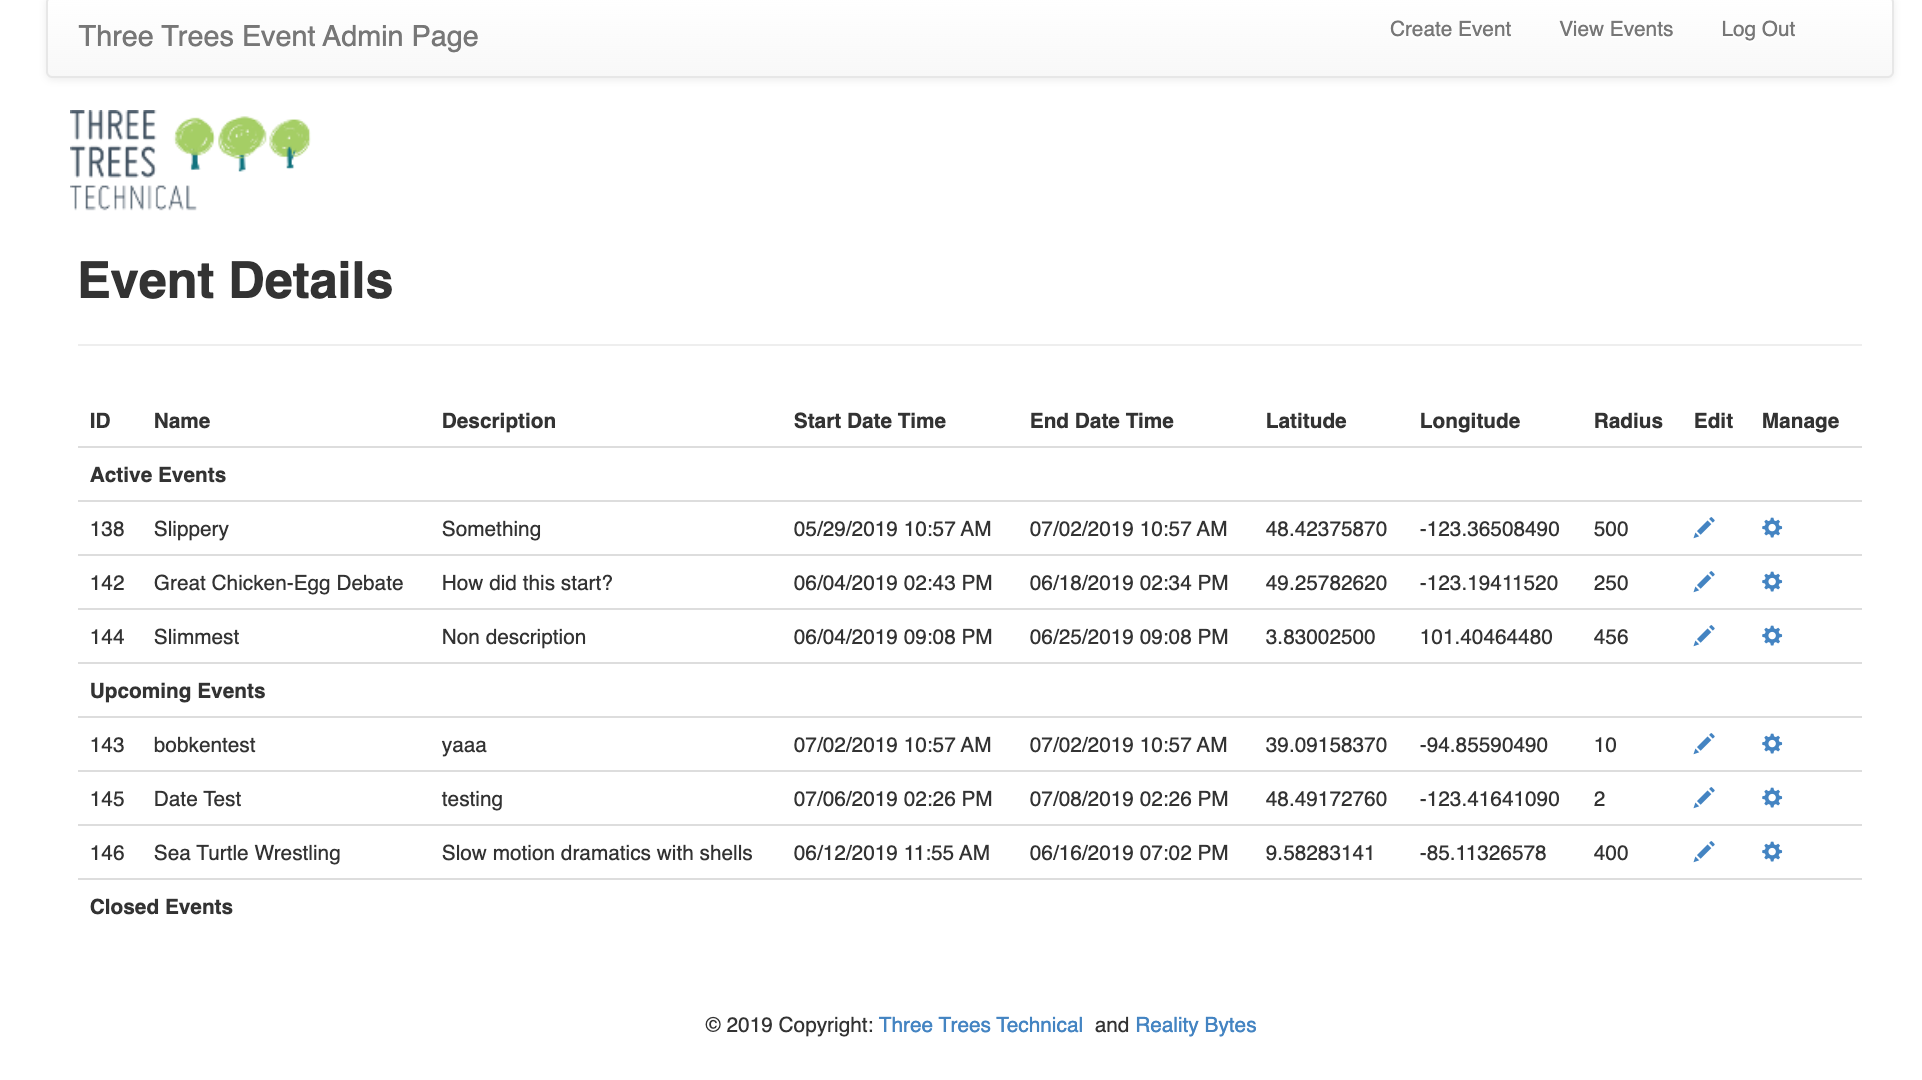 Three Trees Event Admin Page Create Event View Events Log Out
THREE
TREES
TECHNICAL
Event Details
ID Name Description Start Date Time End Date Time Latitude Longitude Radius Edit Manage
Active Events
138 Slippery Something 05/29/2019 10:57 AM 07/02/2019 10:57 AM 48.42375870 -123.36508490 500
142 Great Chicken-Egg Debate How did this start? 06/04/2019 02:43 PM 06/18/2019 02:34 PM 49.25782620 -123.19411520 250
144 Slimmest Non description 06/04/2019 09:08 PM 06/25/2019 09:08 PM 3.83002500 101.40464480 456
Upcoming Events
143 bobkentest yaaa 07/02/2019 10:57 AM 07/02/2019 10:57 AM 39.09158370 -94.85590490 10
145 Date Test testing 07/06/2019 02:26 PM 07/08/2019 02:26 PM 48.49172760 -123.41641090 2
146 Sea Turtle Wrestling Slow motion dramatics with shells 06/12/2019 11:55 AM 06/16/2019 07:02 PM 9.58283141 -85.11326578 400
Closed Events
© 2019 Copyright: Three Trees Technical and Reality Bytes